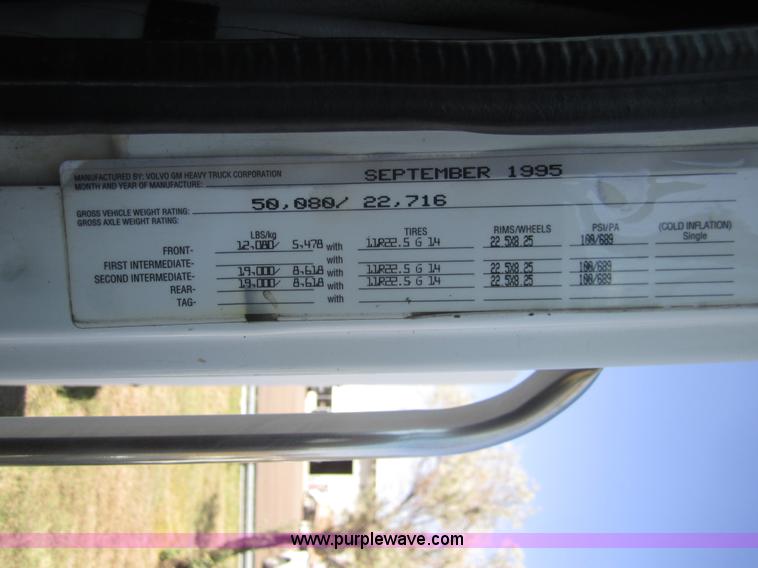 MANUFACTURED BY: VOLVO GM HEAVY TRUCK CORPORATION
MONTH AND YEAR OF MANUFACTURE: SEPTEMBER 1995
GROSS VEHICLE WEIGHT RATING: 50,080/ 22,716
GROSS AXLE WEIGHT RATING:
LBS/kg TIRES RIMS/WHEELS PSI/PA (COLD INFLATION)
FRONT- 12,080/ 5,478 with 11R22.5 G 14 22.5X8.25 100/689 Single
FIRST INTERMEDIATE- with
SECOND INTERMEDIATE- 19,000/ 8,618 with 11R22.5 G 14 22.5X8.25 100/689
REAR- 19,000/ 8,618 with 11R22.5 G 14 22.5X8.25 100/689
TAG- with
www.purplewave.com